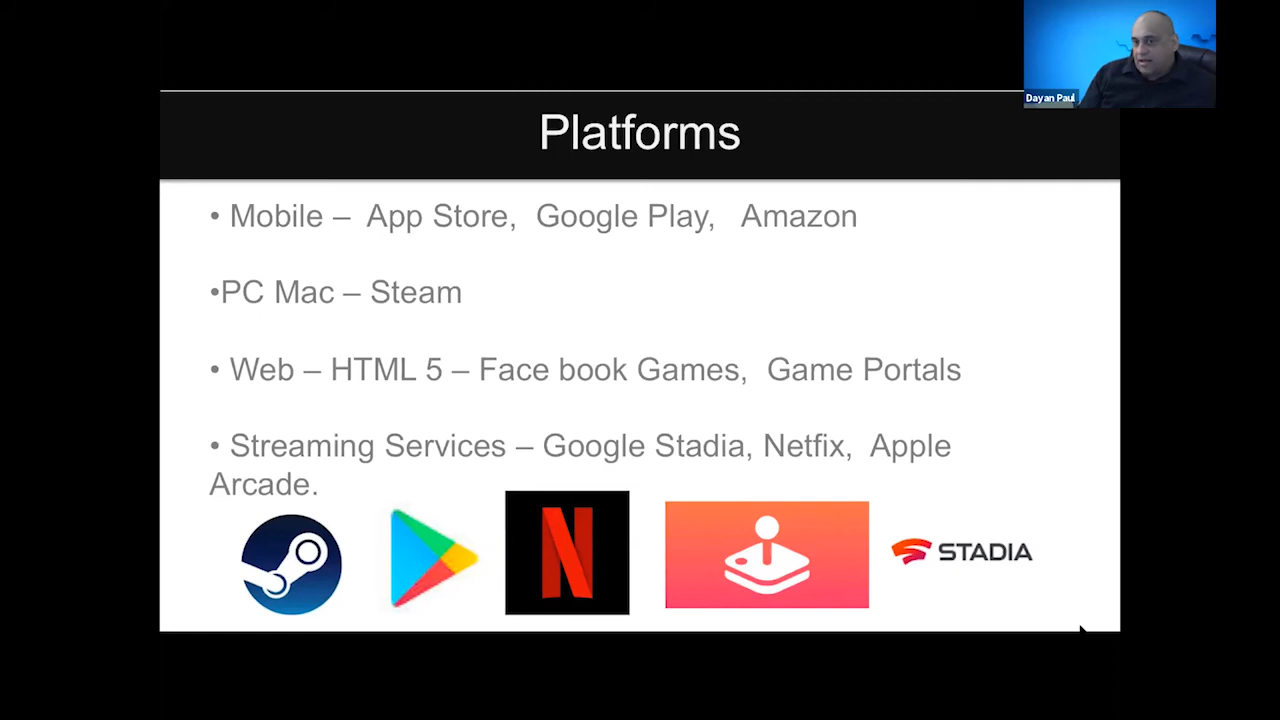 Dayan Paul
Platforms
• Mobile – App Store, Google Play, Amazon
•PC Mac – Steam
• Web – HTML 5 – Face book Games, Game Portals
• Streaming Services – Google Stadia, Netfix, Apple
Arcade.
N
STADIA